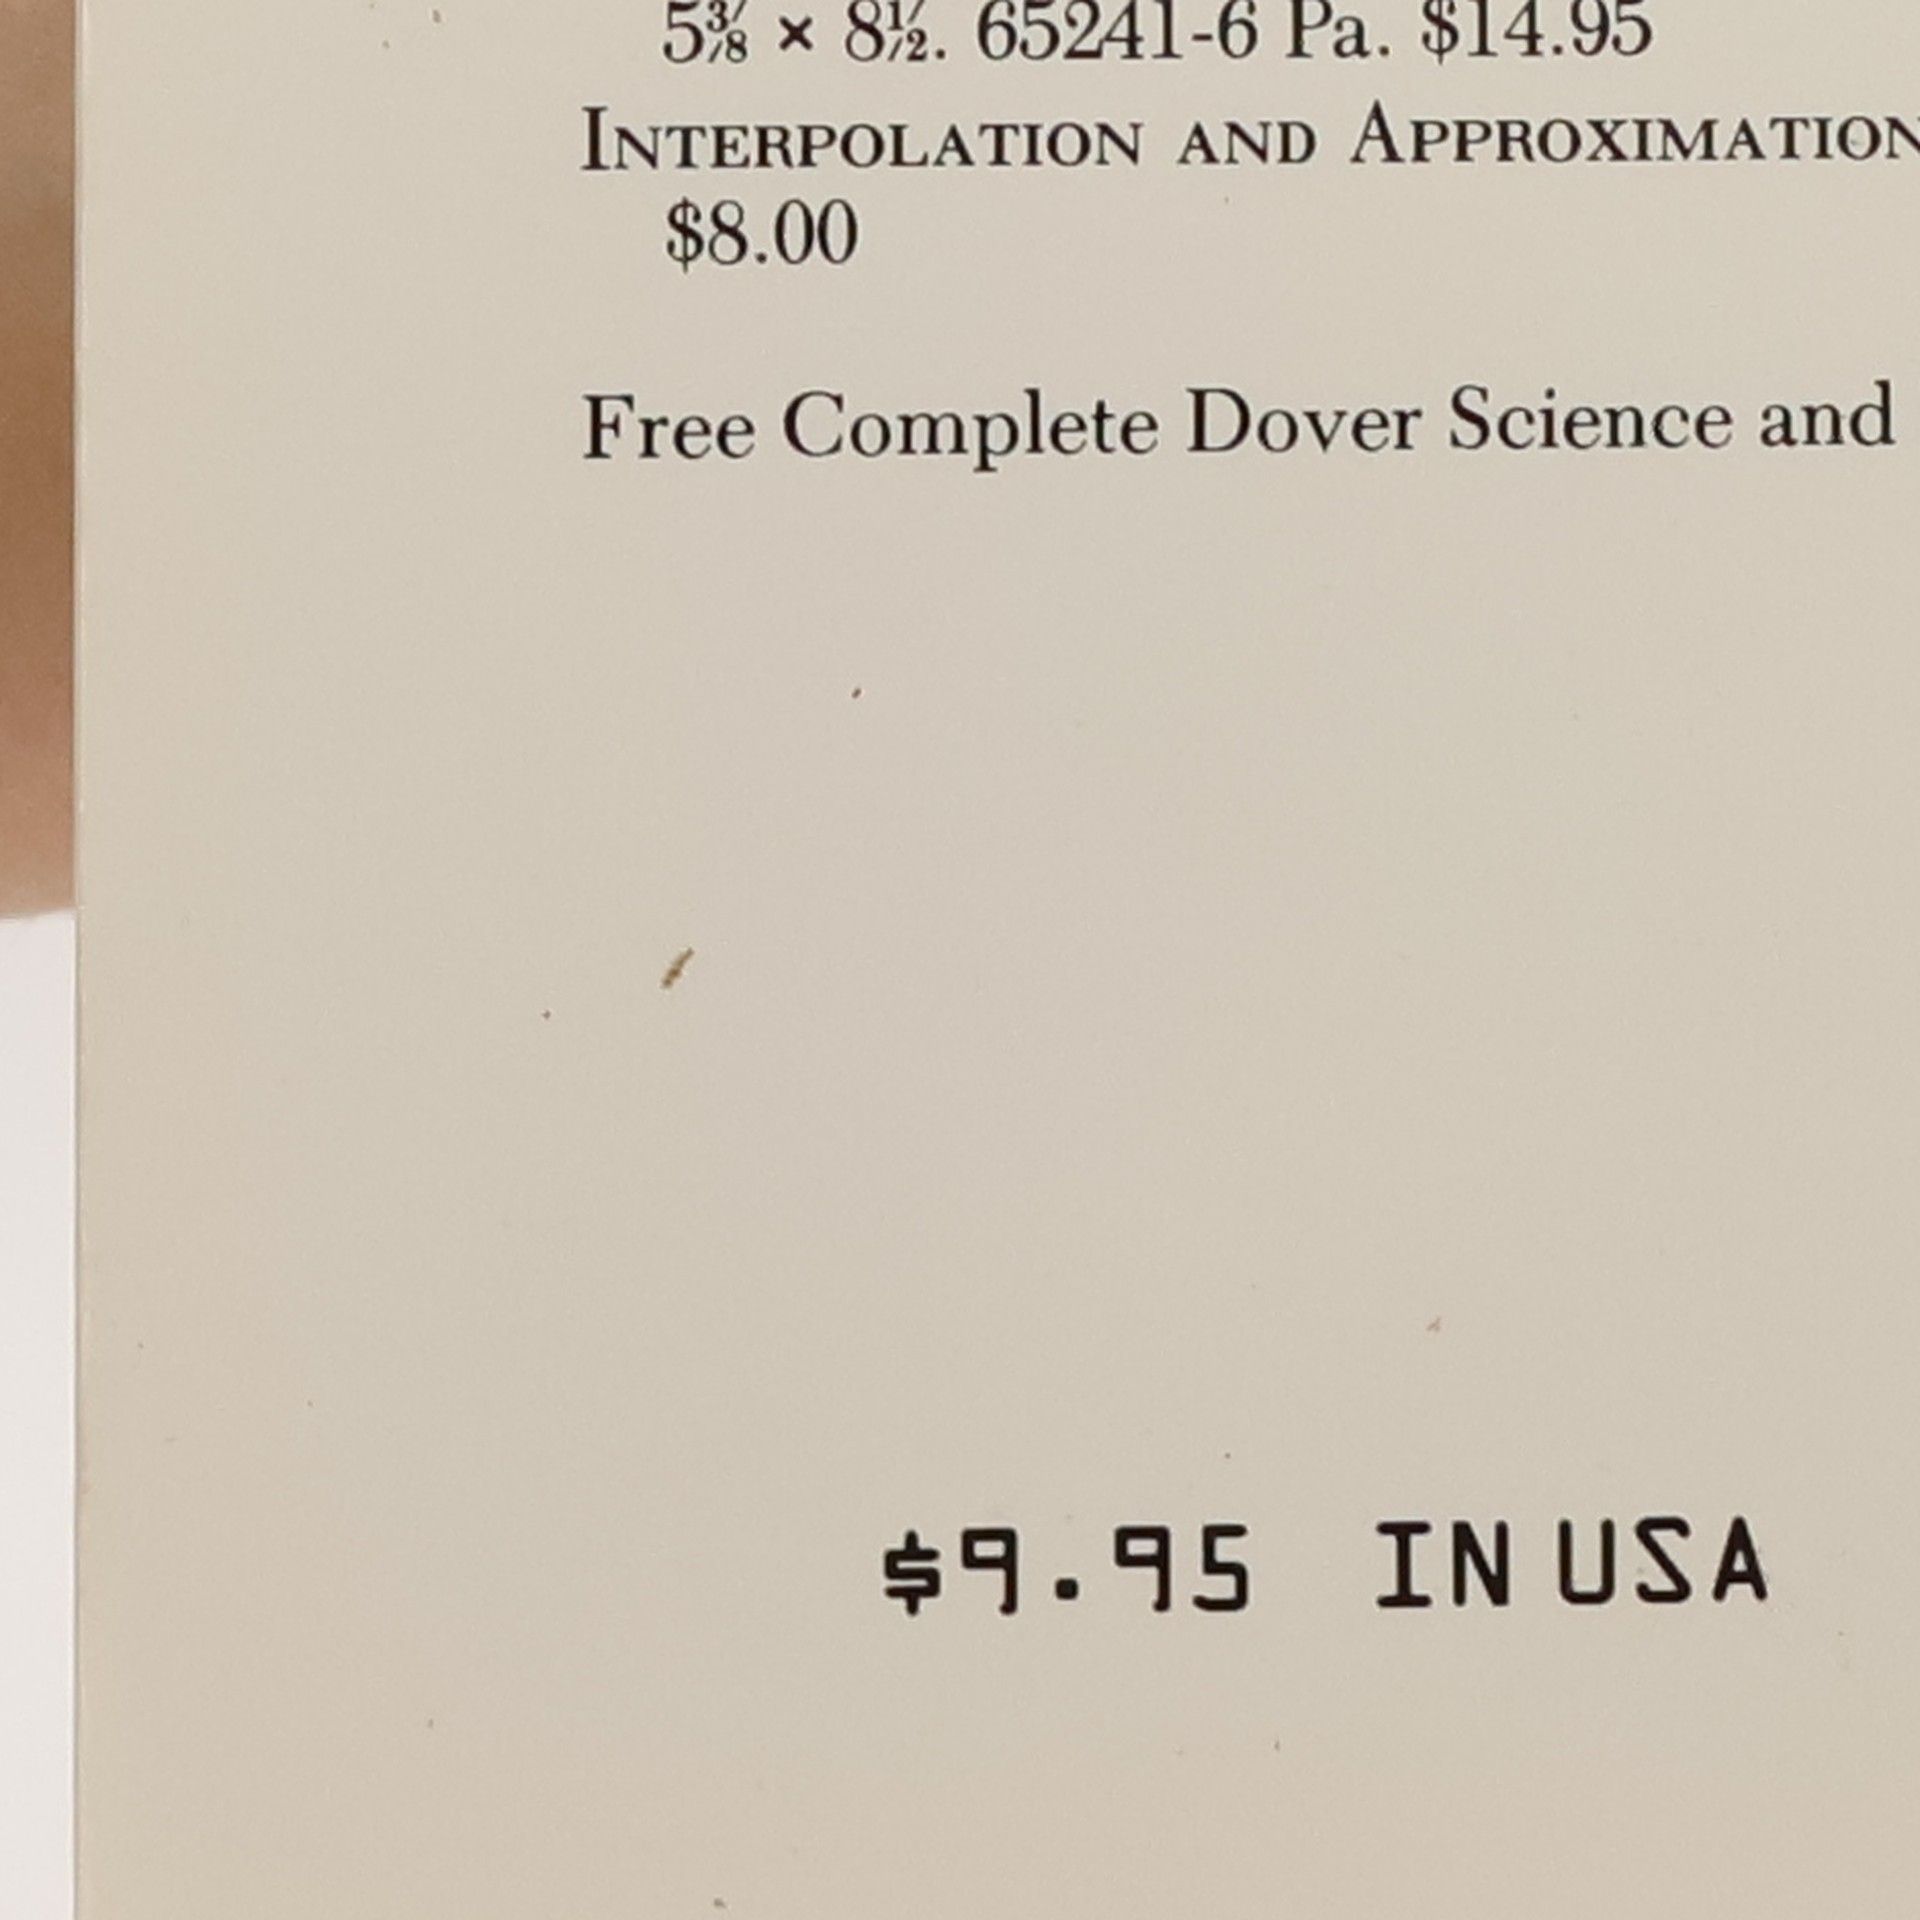 5⅜ × 8½. 65241-6 Pa. $14.95
INTERPOLATION AND APPROXIMATION
$8.00
Free Complete Dover Science and
$9.95 IN USA